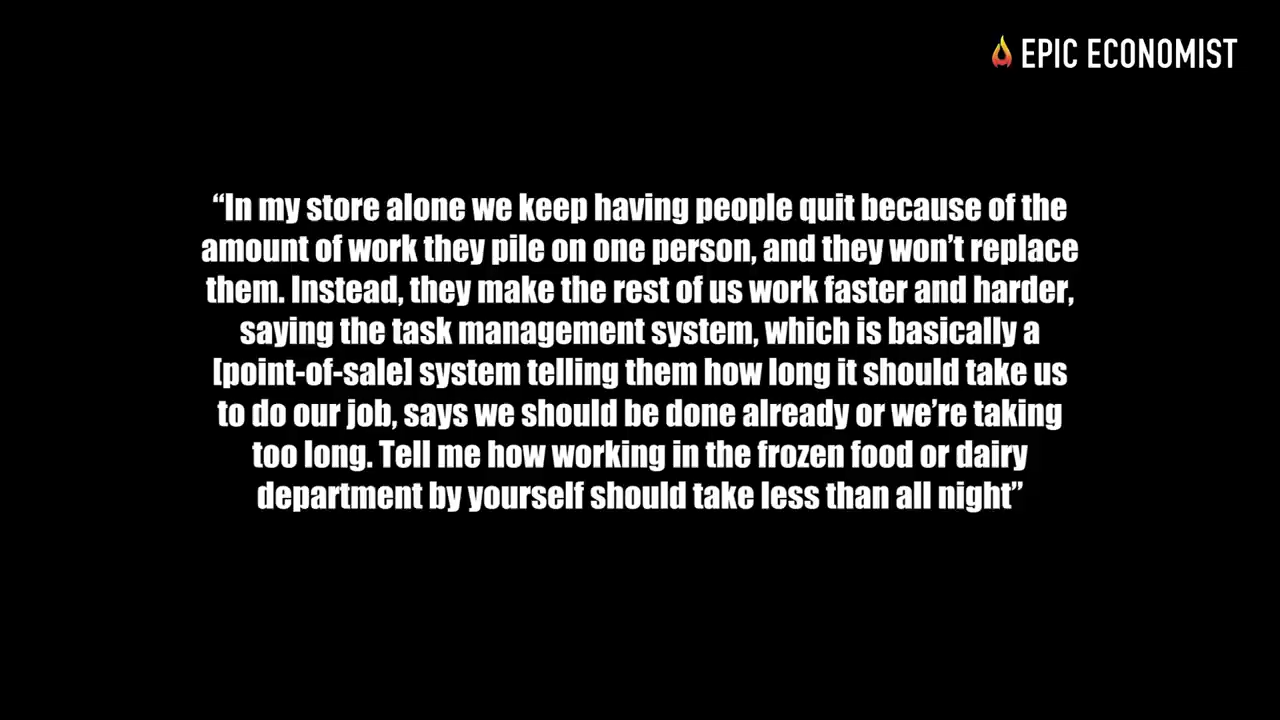 EPIC ECONOMIST
“In my store alone we keep having people quit because of the
amount of work they pile on one person, and they won’t replace
them. Instead, they make the rest of us work faster and harder,
saying the task management system, which is basically a
[point-of-sale] system telling them how long it should take us
to do our job, says we should be done already or we’re taking
too long. Tell me how working in the frozen food or dairy
department by yourself should take less than all night”